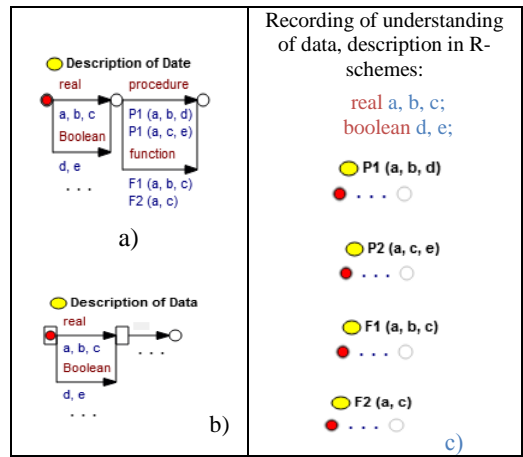 Description of Date
real procedure
a, b, c P1 (a, b, d)
Boolean P1 (a, c, e)
function
d, e
. . . F1 (a, b, c)
F2 (a, c)
a)
Description of Data
real
a, b, c . . .
Boolean
d, e
. . .
b)
Recording of understanding
of data, description in R-
schemes:
real a, b, c;
boolean d, e;
P1 (a, b, d)
. . .
P2 (a, c, e)
. . .
F1 (a, b, c)
. . .
F2 (a, c)
. . .
c)